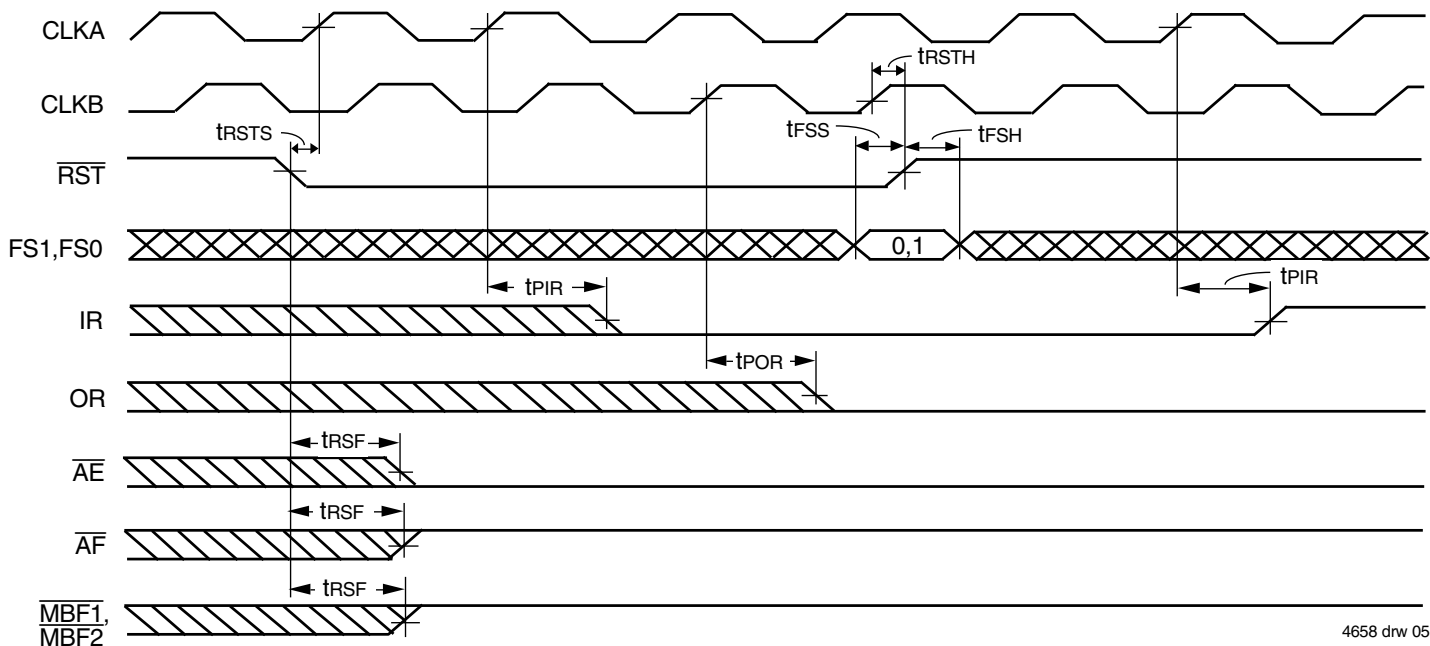 CLKA
tRSTH
CLKB
tRSTS
tFSS
tFSH
RST
FS1,FS0
0,1
tPIR
tPIR
IR
tPOR
OR
tRSF
AE
tRSF
AF
tRSF
MBF1,
MBF2
4658 drw 05